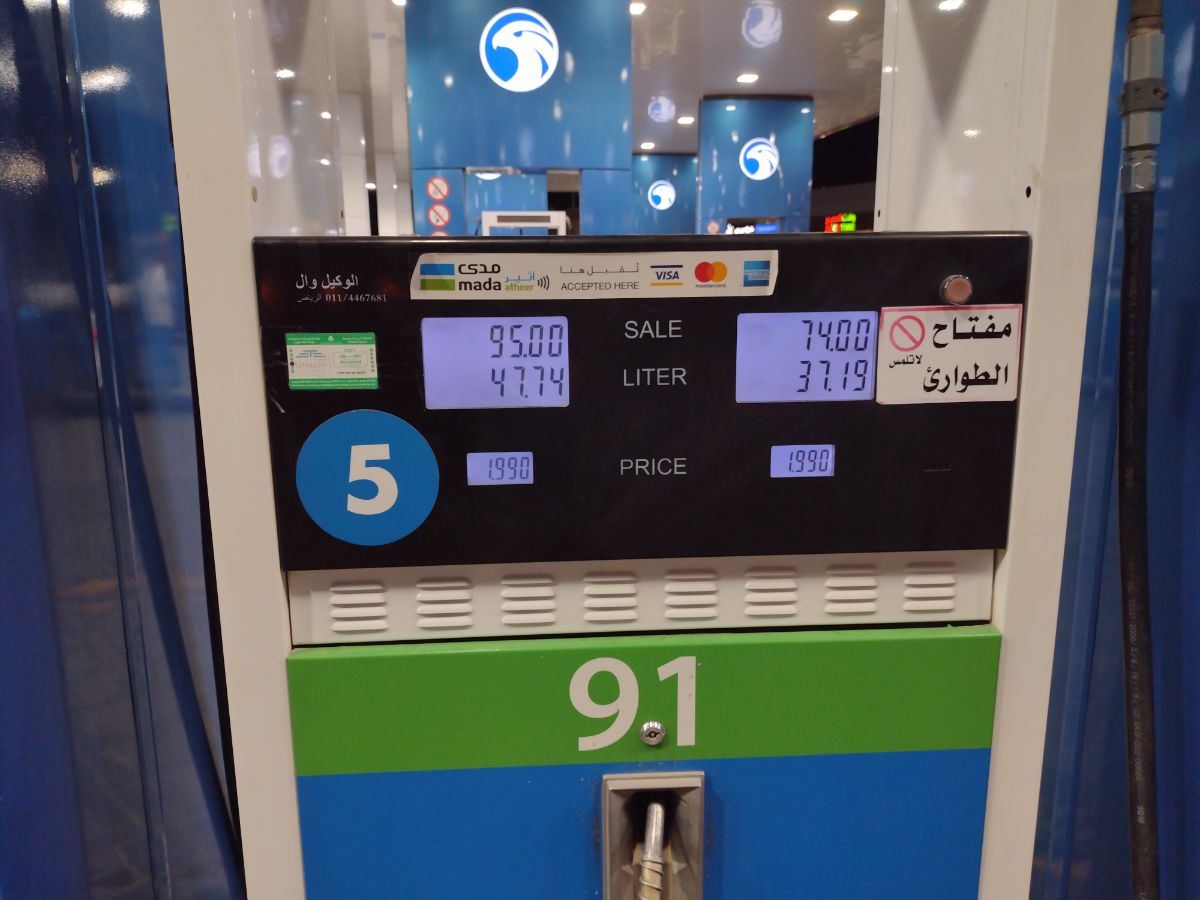 الوكيل وال
011/4467681 الرياض
مدى أثير
mada atheer
تُقبل هنا
ACCEPTED HERE
VISA
mastercard
95.00 SALE 74.00
47.74 LITER 37.19
مفتاح
لاتلمس
الطوارئ
5
1.990 PRICE 1.990
91